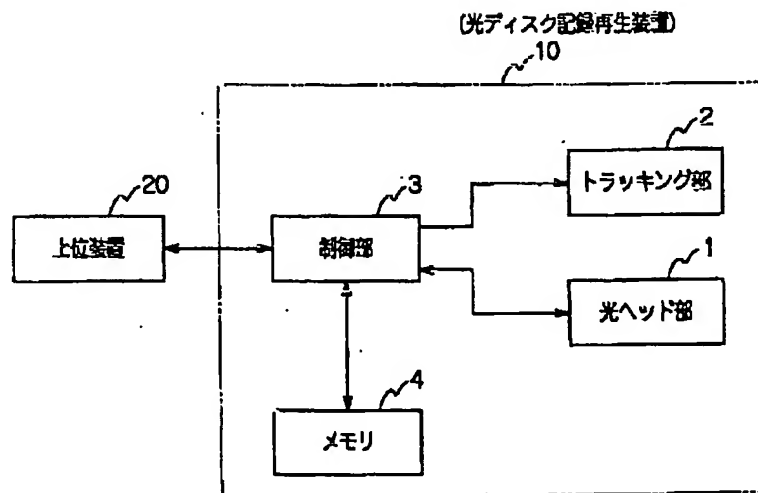 (光ディスク記録再生装置)
10
2
トラッキング部
20
上位装置
3
制御部
1
光ヘッド部
4
メモリ